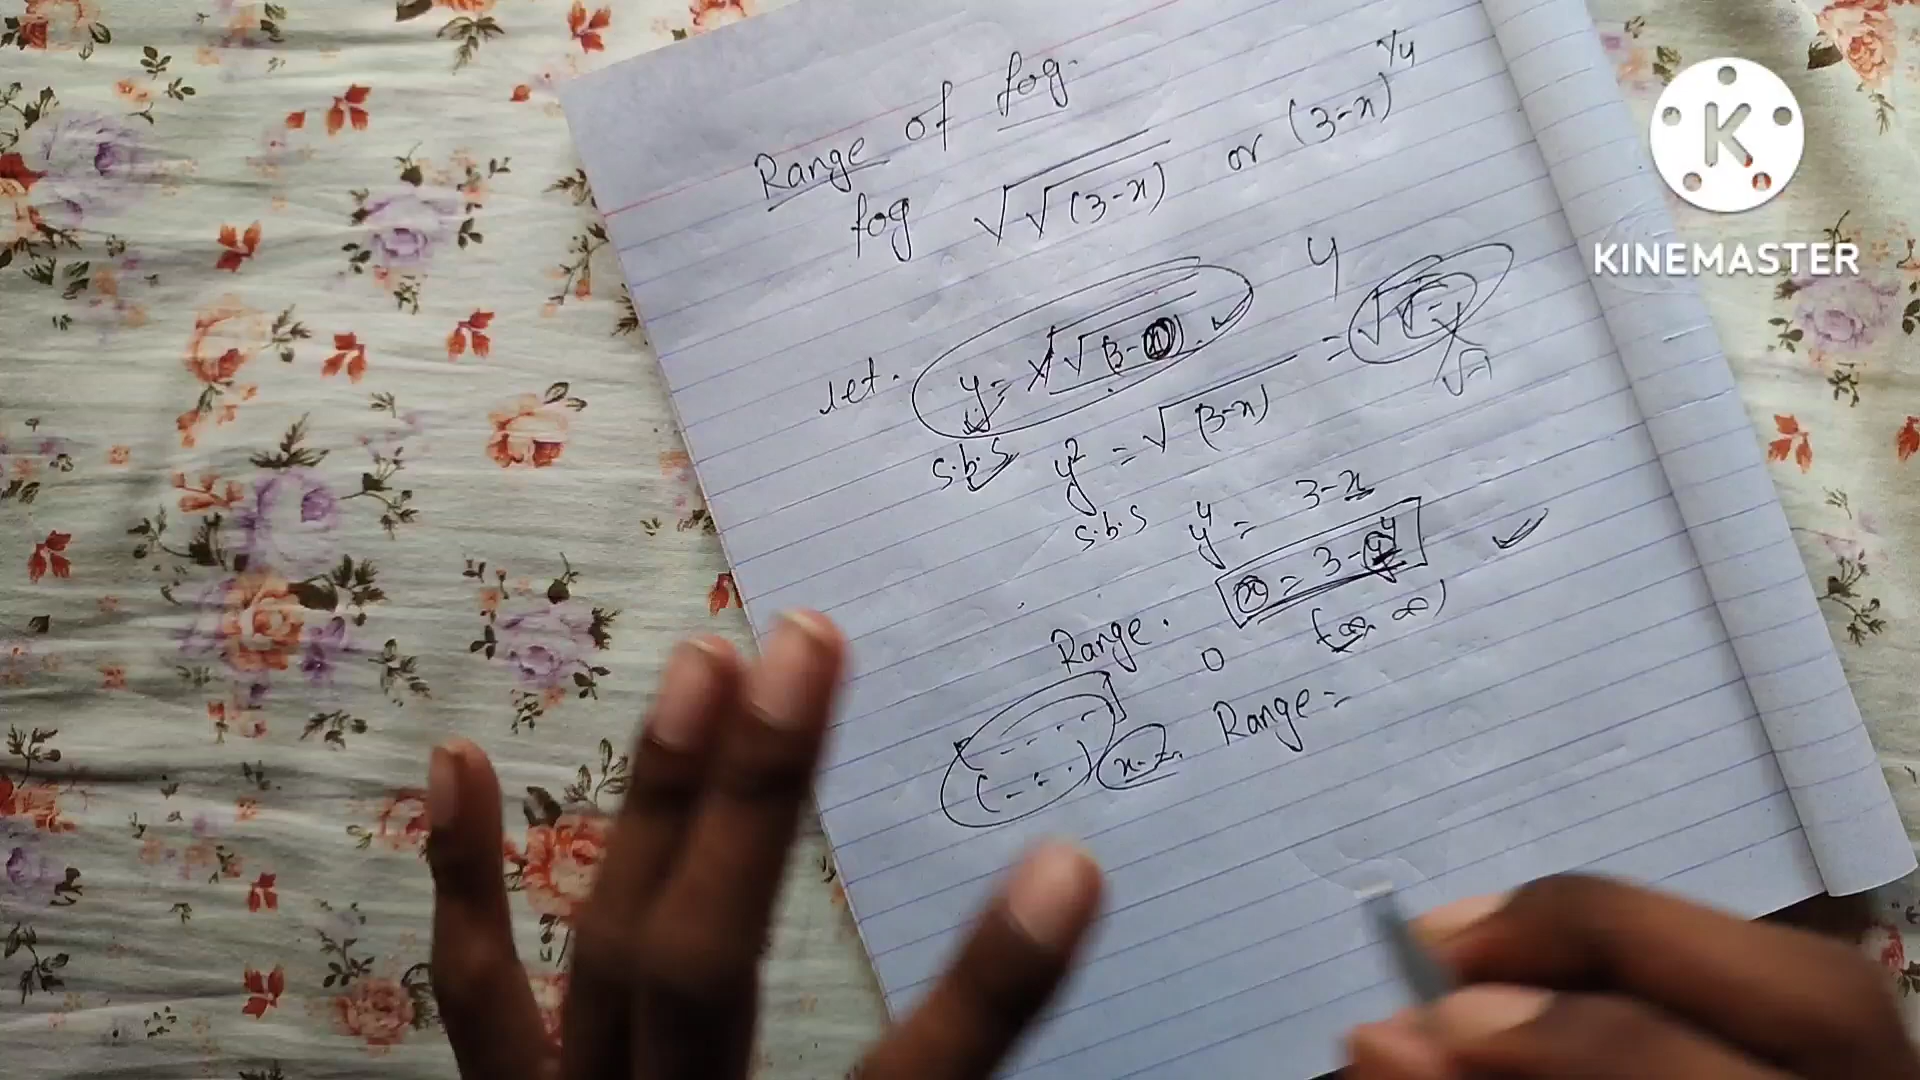 Range of fog.
fog √√(3-x) or (3-x)^1/4
let. y = √√(3-x).
y
s.b.s y² = √(3-x) =
s.b.s y⁴ = 3-x
x = 3-y⁴
Range. 0 ∞)
Range =
K
KINEMASTER